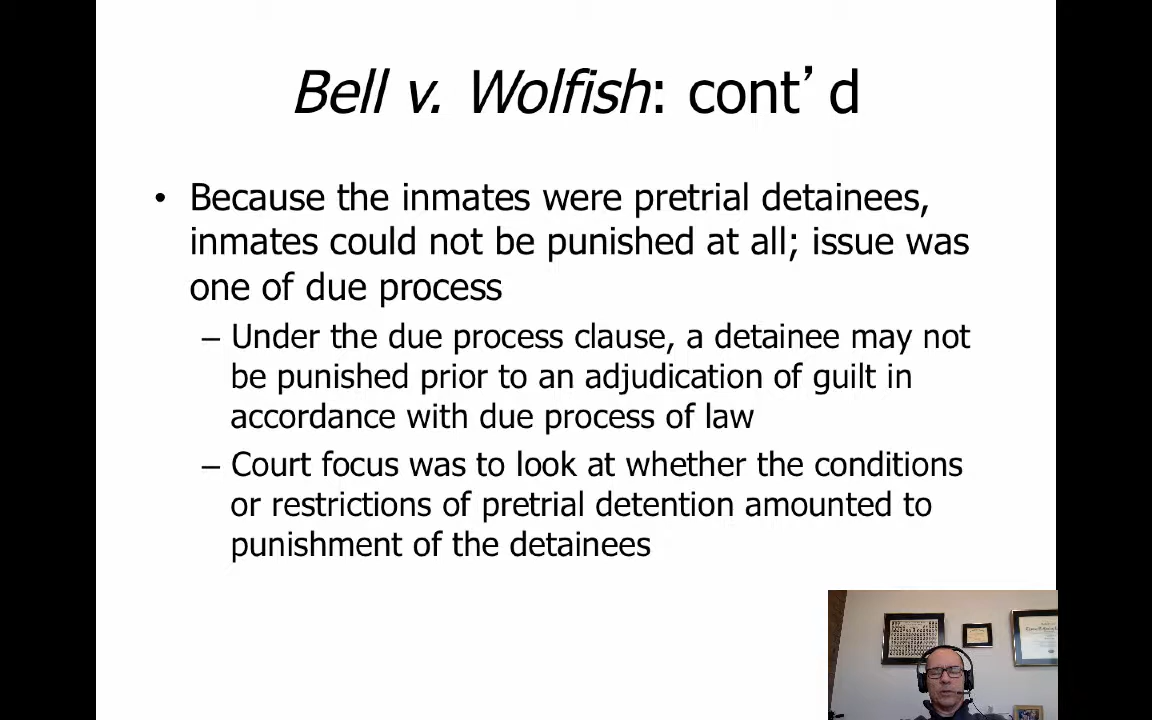 Bell v. Wolfish: cont’d
• Because the inmates were pretrial detainees,
inmates could not be punished at all; issue was
one of due process
– Under the due process clause, a detainee may not
be punished prior to an adjudication of guilt in
accordance with due process of law
– Court focus was to look at whether the conditions
or restrictions of pretrial detention amounted to
punishment of the detainees